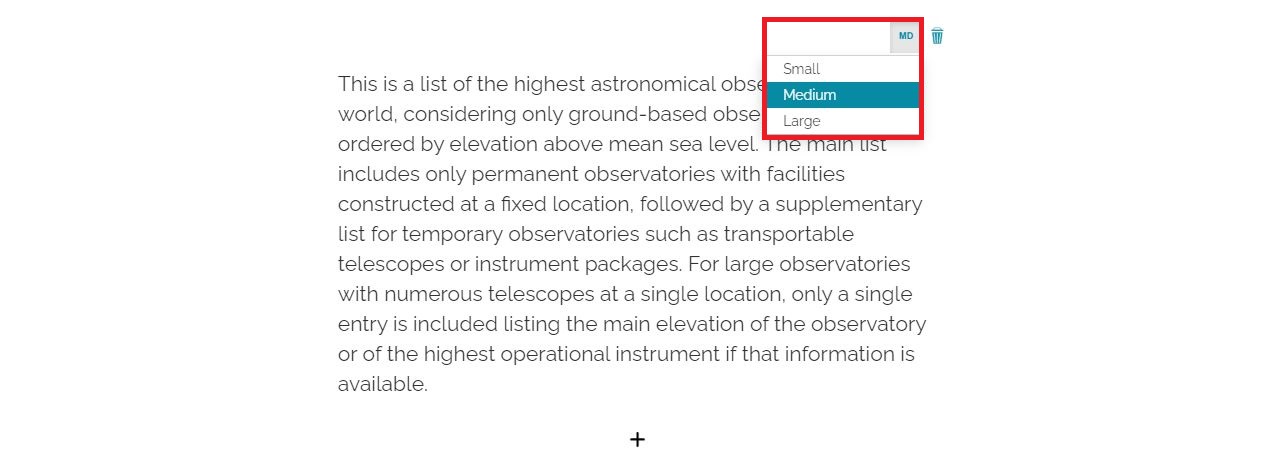 MD
Small
Medium
Large
This is a list of the highest astronomical obse
world, considering only ground-based obse
ordered by elevation above mean sea level. The main list
includes only permanent observatories with facilities
constructed at a fixed location, followed by a supplementary
list for temporary observatories such as transportable
telescopes or instrument packages. For large observatories
with numerous telescopes at a single location, only a single
entry is included listing the main elevation of the observatory
or of the highest operational instrument if that information is
available.
+